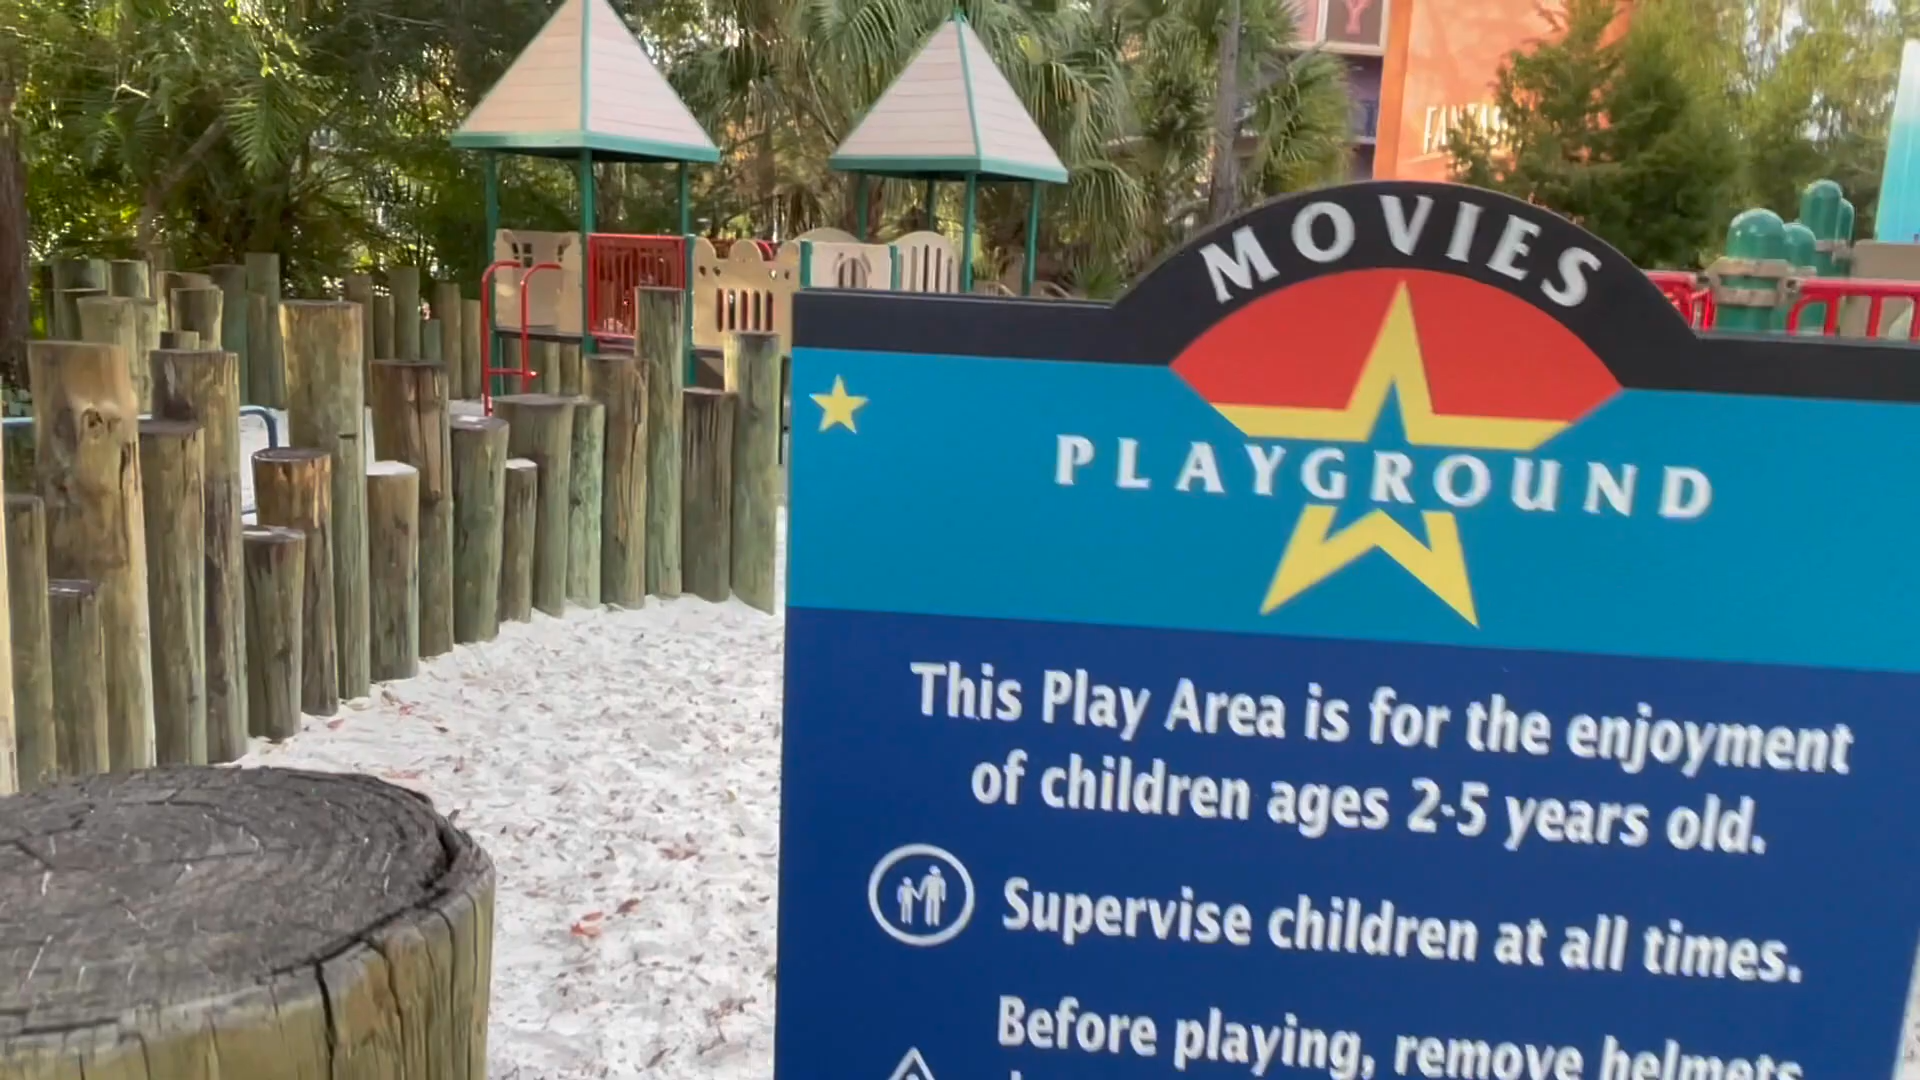 MOVIES
PLAYGROUND
This Play Area is for the enjoyment
of children ages 2-5 years old.
Supervise children at all times.
Before playing, remove helmets